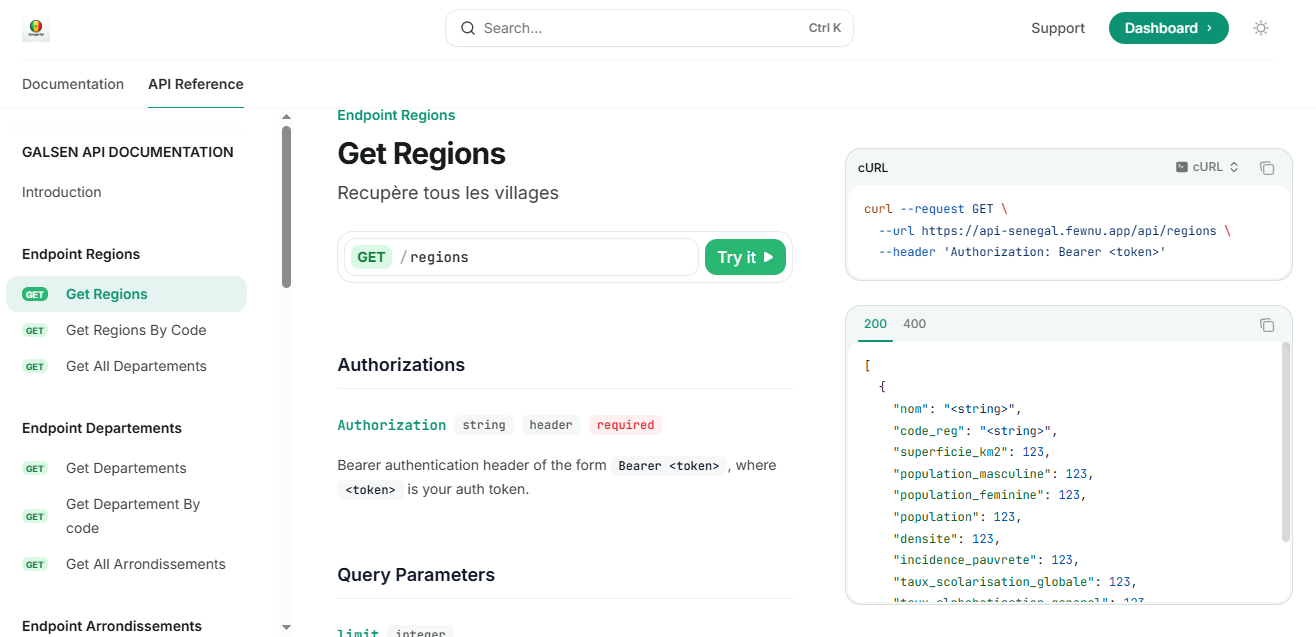 Search...
Ctrl K
Support
Dashboard
Documentation
API Reference
GALSEN API DOCUMENTATION
Introduction
Endpoint Regions
GET Get Regions
GET Get Regions By Code
GET Get All Departements
Endpoint Departements
GET Get Departements
GET Get Departement By
code
GET Get All Arrondissements
Endpoint Arrondissements
Endpoint Regions
Get Regions
Recupère tous les villages
GET /regions
Try it
Authorizations
Authorization string header required
Bearer authentication header of the form Bearer <token>, where
<token> is your auth token.
Query Parameters
limit integer
cURL
cURL
curl --request GET \
--url https://api-senegal.fewnu.app/api/regions \
--header 'Authorization: Bearer <token>'
200 400
[
{
"nom": "<string>",
"code_reg": "<string>",
"superficie_km2": 123,
"population_masculine": 123,
"population_feminine": 123,
"population": 123,
"densite": 123,
"incidence_pauvrete": 123,
"taux_scolarisation_globale": 123,